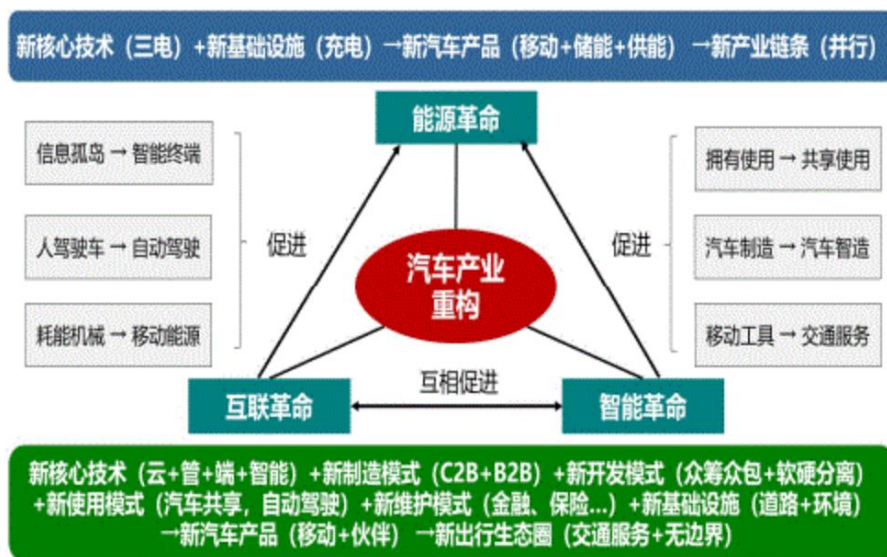 新核心技术（三电）+新基础设施（充电）→新汽车产品（移动+储能+供能）→新产业链条（并行）
能源革命
信息孤岛 → 智能终端
人驾驶车 → 自动驾驶
耗能机械 → 移动能源
促进
汽车产业
重构
促进
拥有使用 → 共享使用
汽车制造 → 汽车智造
移动工具 → 交通服务
互联革命
互相促进
智能革命
新核心技术（云+管+端+智能）+新制造模式（C2B+B2B）+新开发模式（众筹众包+软硬分离）
+新使用模式（汽车共享，自动驾驶）+新维护模式（金融、保险...）+新基础设施（道路+环境）
→新汽车产品（移动+伙伴）→新出行生态圈（交通服务+无边界）